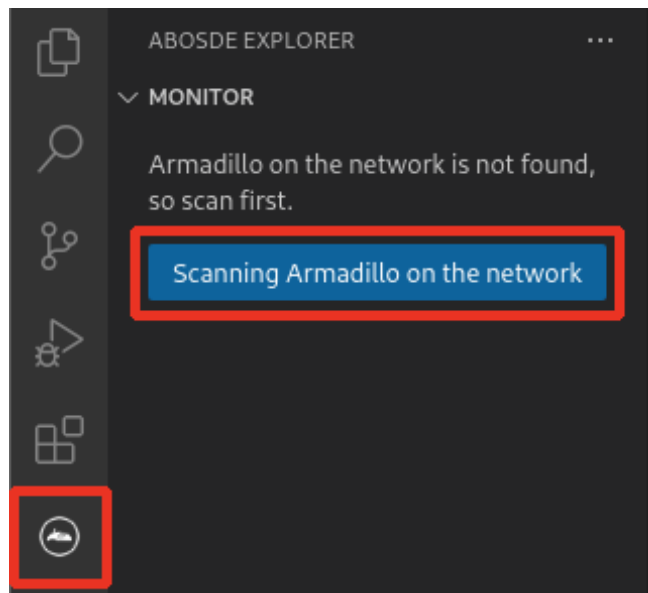 ABOSDE EXPLORER
MONITOR
Armadillo on the network is not found,
so scan first.
Scanning Armadillo on the network